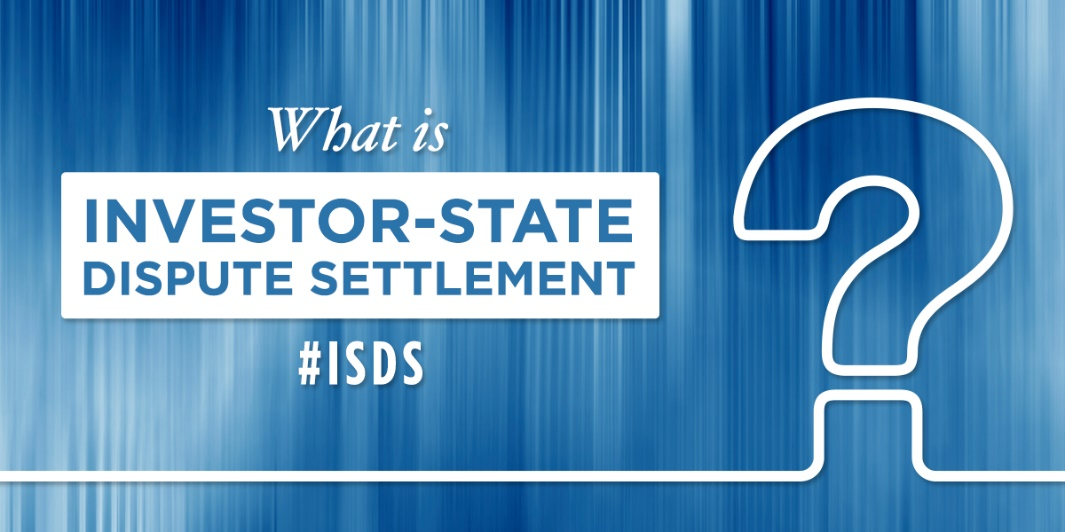 What is
INVESTOR-STATE
DISPUTE SETTLEMENT
#ISDS